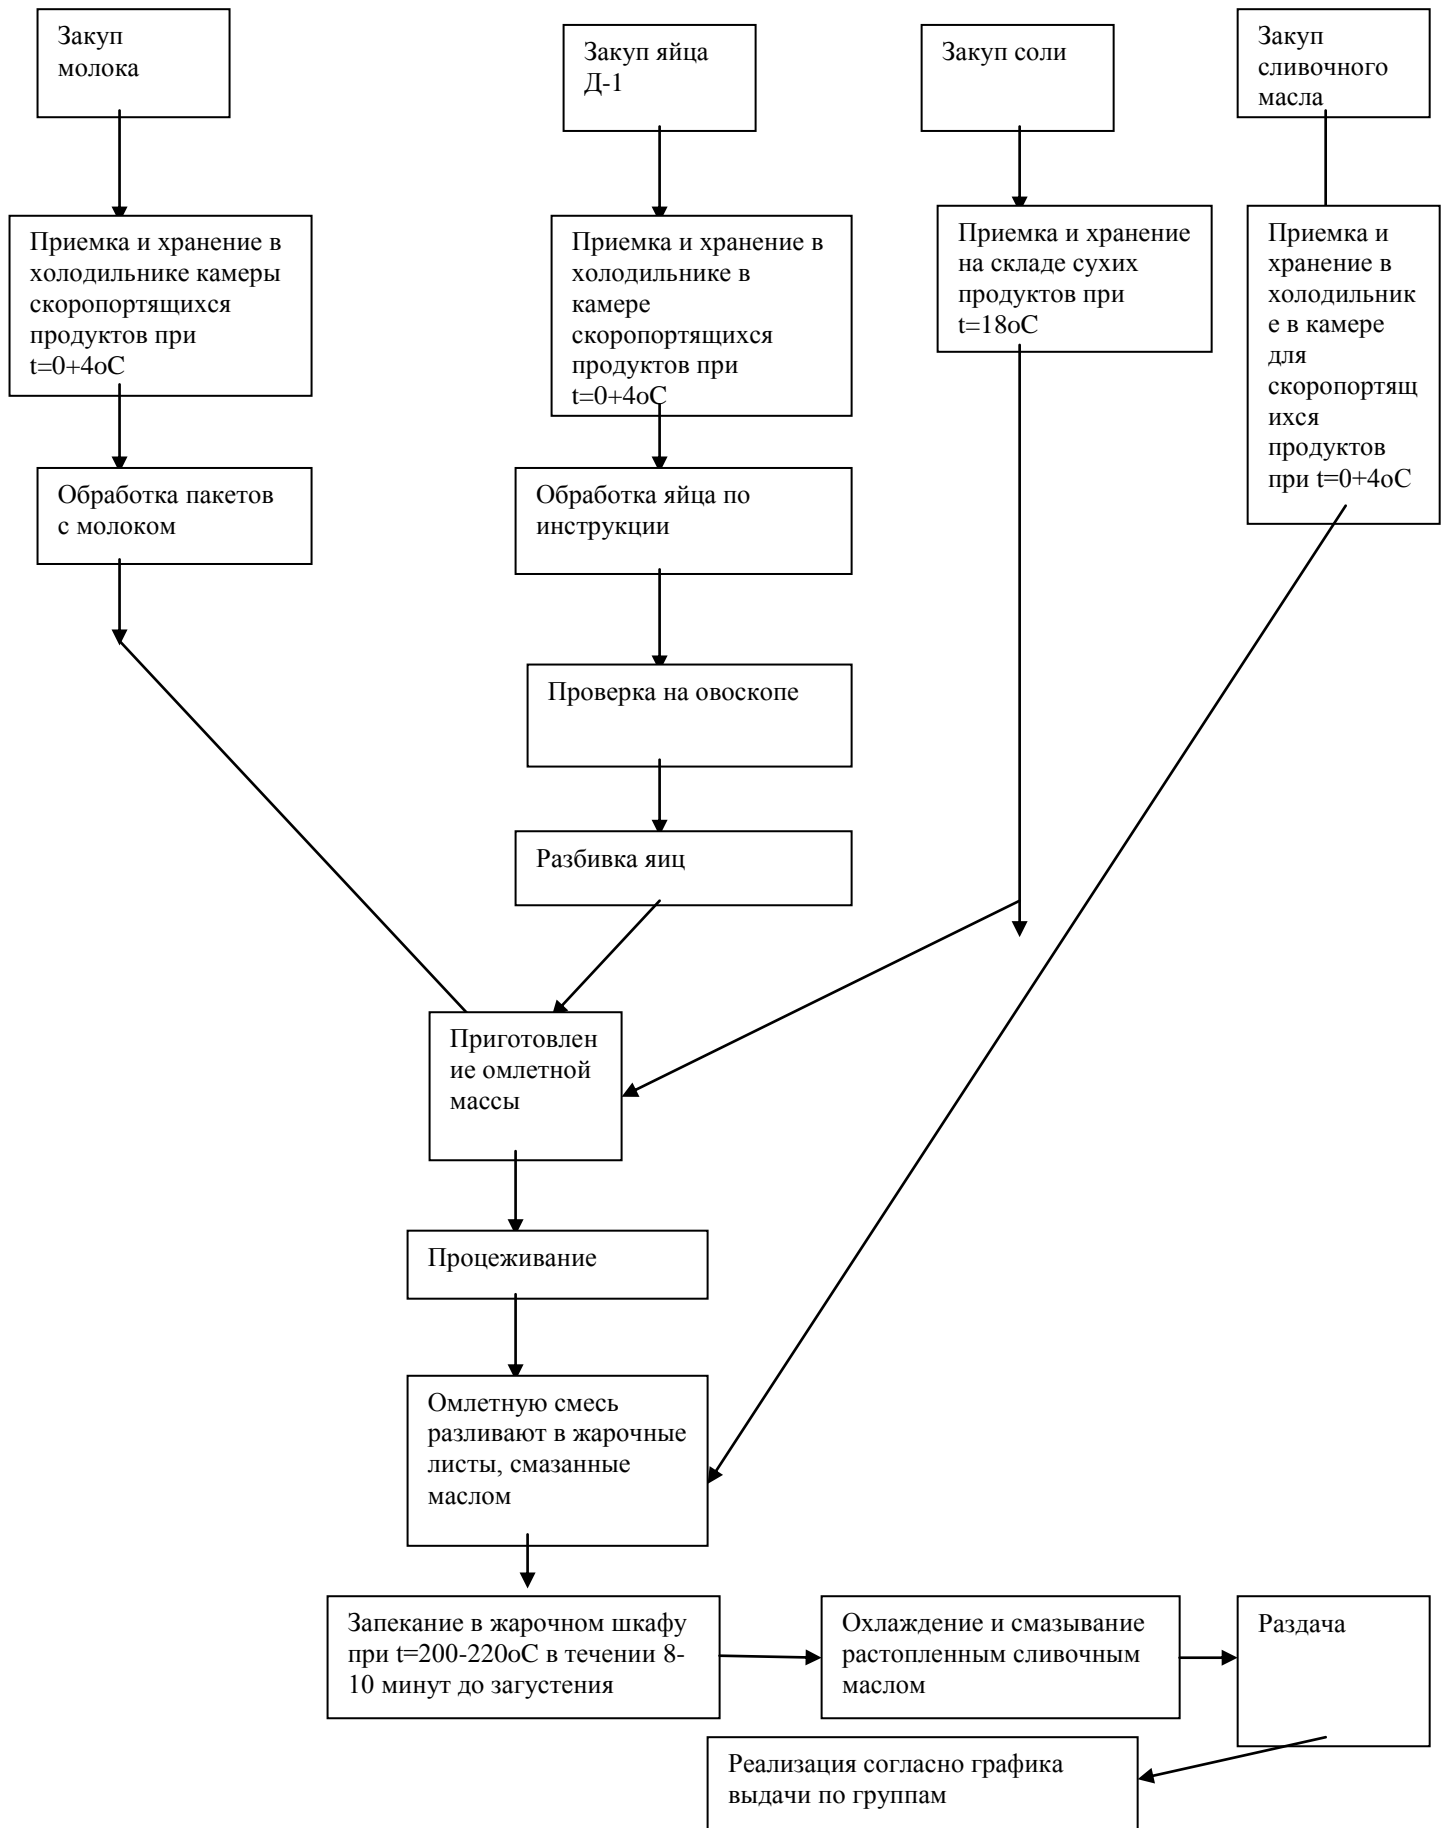 Закуп
молока
Закуп яйца
Д-1
Закуп соли
Закуп
сливочного
масла
Приемка и хранение в
холодильнике камеры
скоропортящихся
продуктов при
t=0+4оС
Приемка и хранение в
холодильнике в
камере
скоропортящихся
продуктов при
t=0+4оС
Приемка и хранение
на складе сухих
продуктов при
t=18оС
Приемка и
хранение в
холодильник
е в камере
для
скоропортящ
ихся
продуктов
при t=0+4оС
Обработка пакетов
с молоком
Обработка яйца по
инструкции
Проверка на овоскопе
Разбивка яиц
Приготовлен
ие омлетной
массы
Процеживание
Омлетную смесь
разливают в жарочные
листы, смазанные
маслом
Запекание в жарочном шкафу
при t=200-220оС в течении 8-
10 минут до загустения
Охлаждение и смазывание
растопленным сливочным
маслом
Раздача
Реализация согласно графика
выдачи по группам